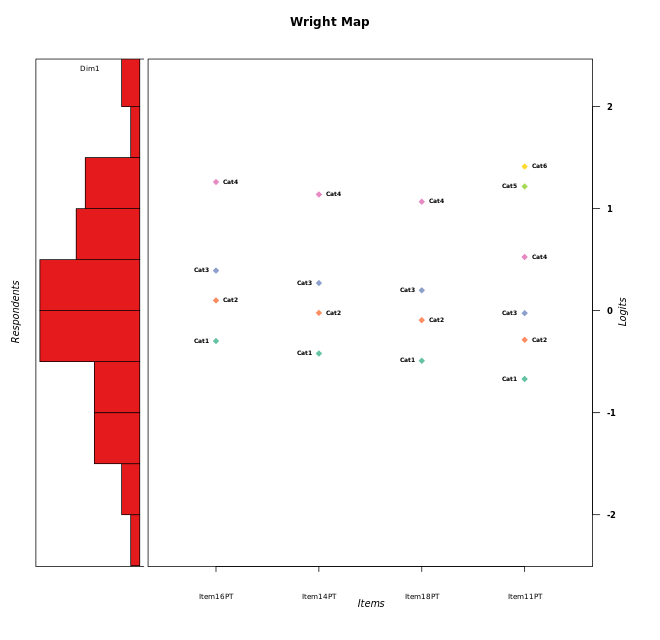 Wright Map
Dim1
2
Cat6
Cat4
Cat5
Cat4
Cat4
1
Cat4
Cat4
Cat3
Cat3
Cat3
Cat2
Cat3
0
Cat2
Cat2
Cat2
Cat1
Cat1
Cat1
Cat1
-1
-2
Respondents
Logits
Item16PT
Item14PT
Item18PT
Item11PT
Items